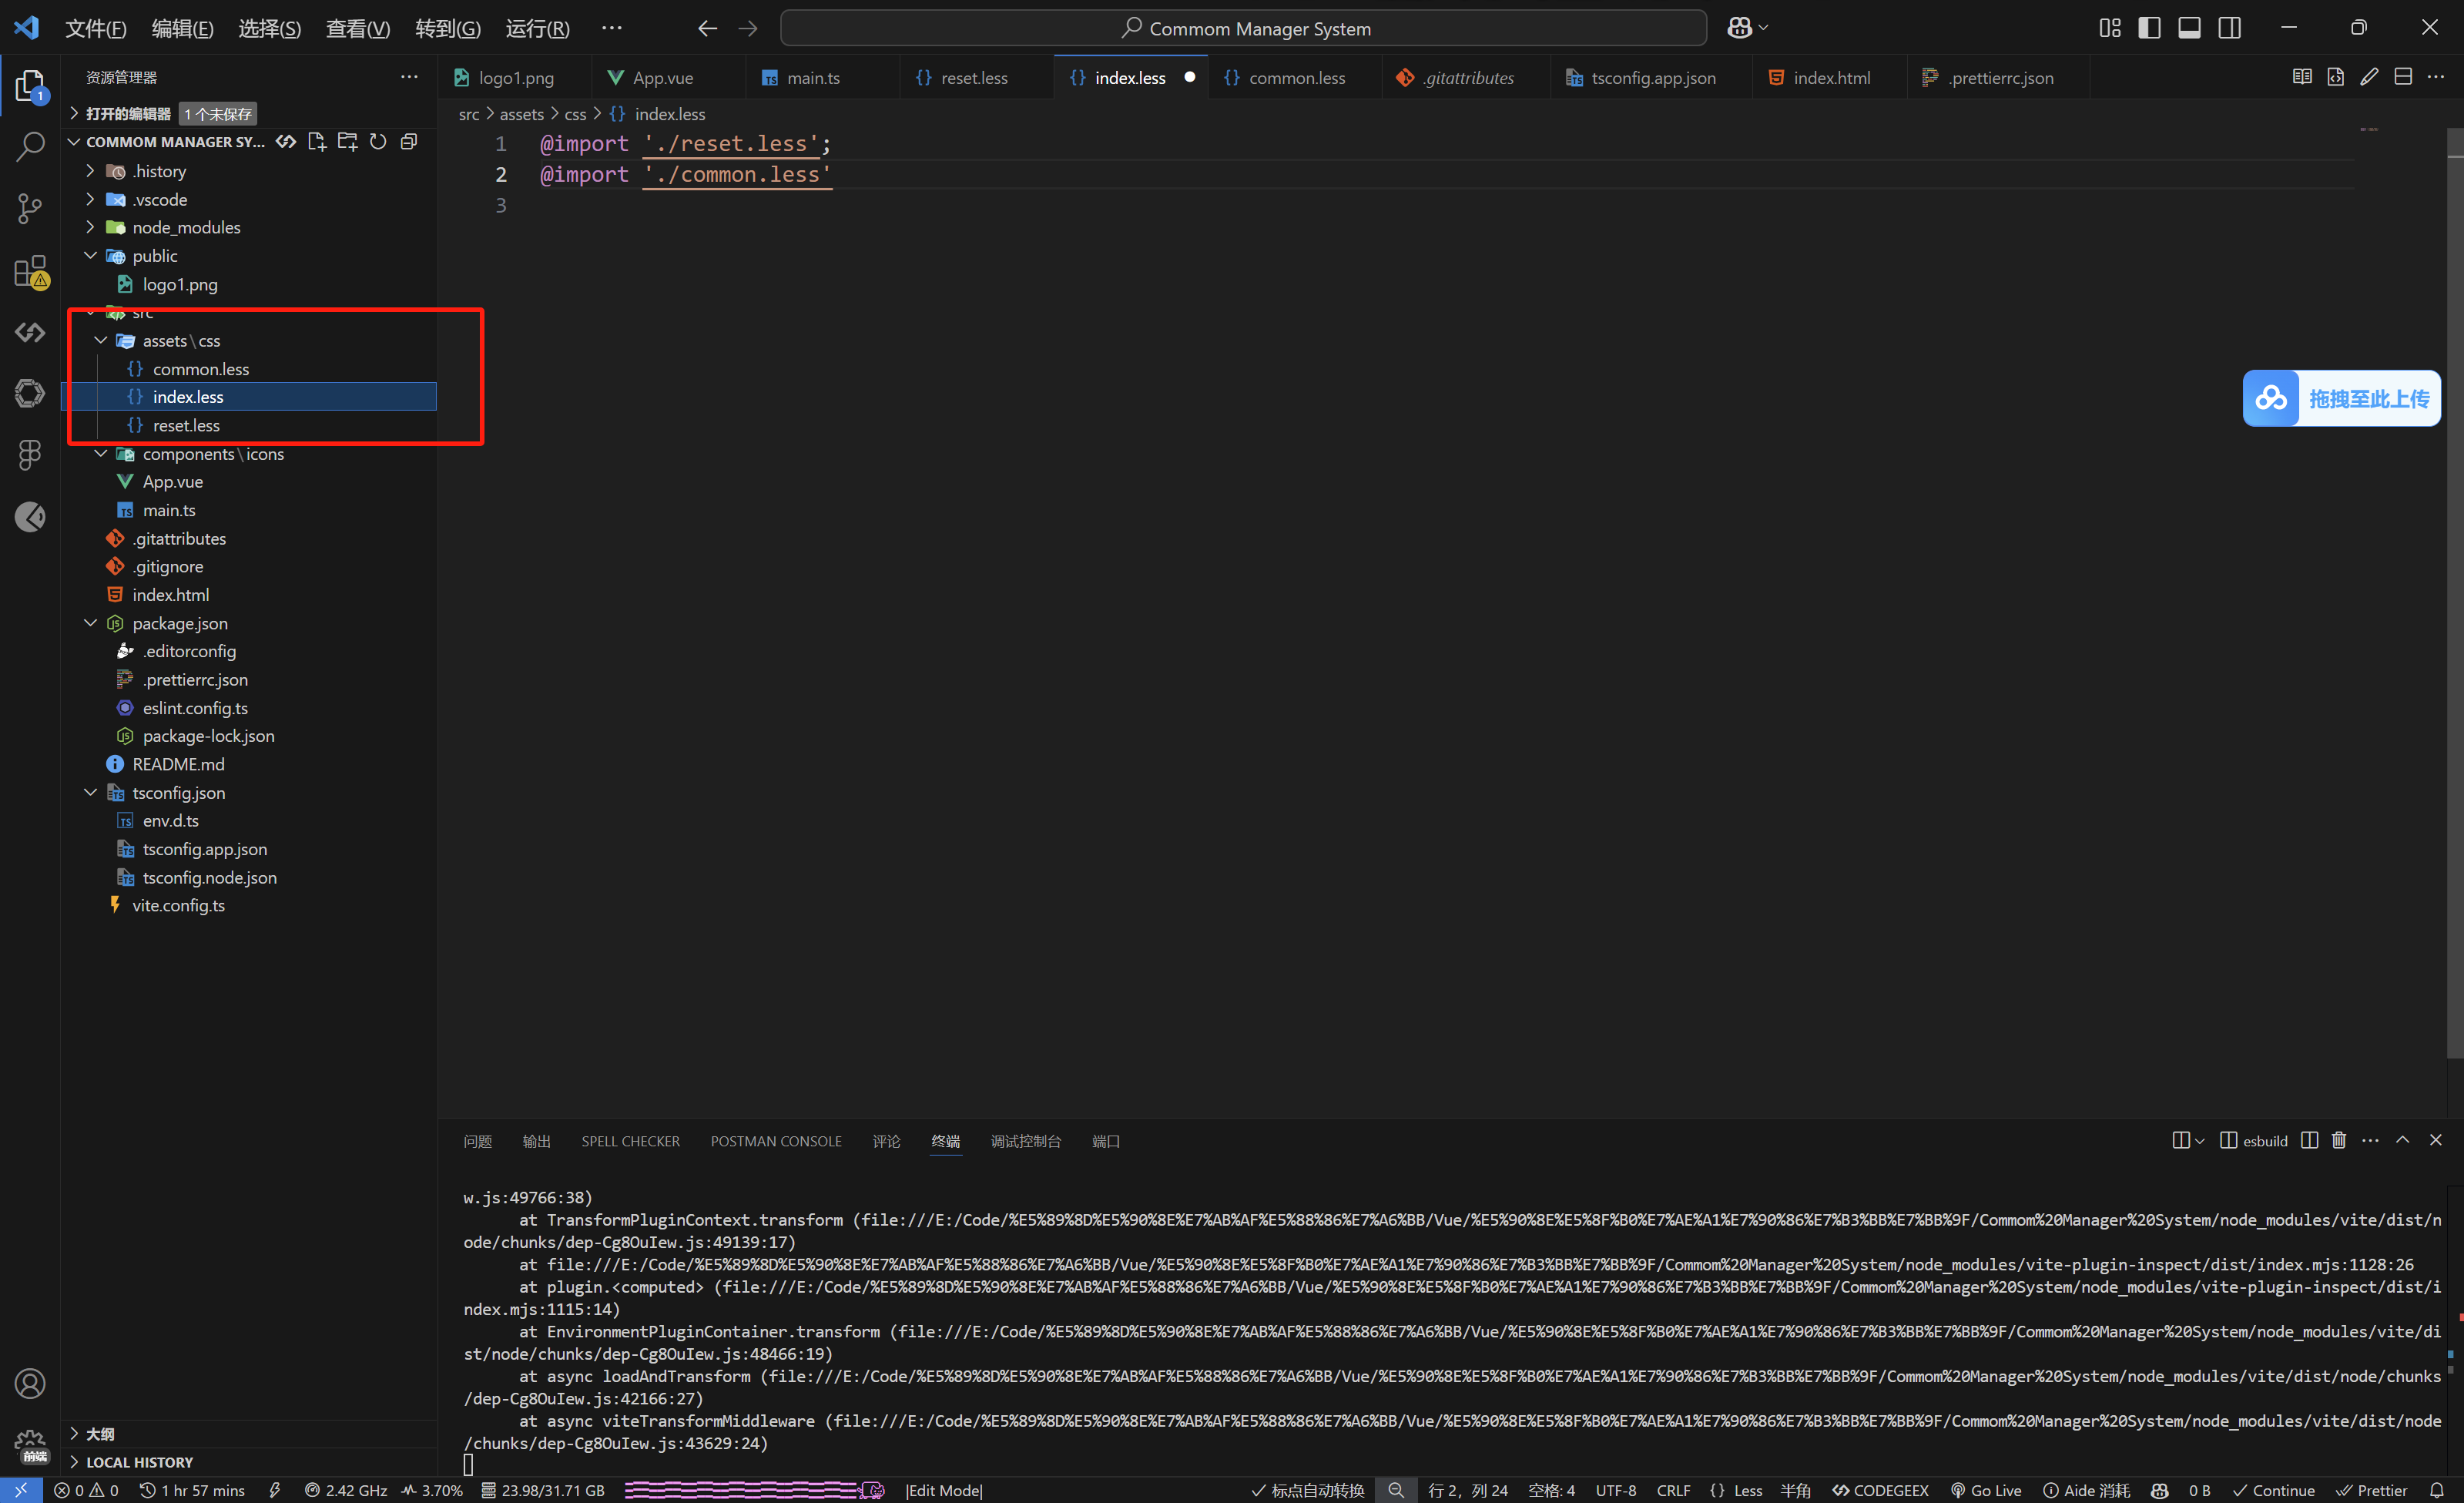 文件(F) 编辑(E) 选择(S) 查看(V) 转到(G) 运行(R) ···
Commom Manager System
资源管理器
打开的编辑器 1 个未保存
COMMOM MANAGER SY...
.history
.vscode
node_modules
public
logo1.png
src
assets\css
common.less
index.less
reset.less
components\icons
App.vue
main.ts
.gitattributes
.gitignore
index.html
package.json
.editorconfig
.prettierrc.json
eslint.config.ts
package-lock.json
README.md
tsconfig.json
env.d.ts
tsconfig.app.json
tsconfig.node.json
vite.config.ts
大纲
LOCAL HISTORY
1
前端
logo1.png App.vue main.ts reset.less index.less common.less .gitattributes tsconfig.app.json index.html .prettierrc.json
src > assets > css > {} index.less
1 @import './reset.less';
2 @import './common.less'
3
拖拽至此上传
问题 输出 SPELL CHECKER POSTMAN CONSOLE 评论 终端 调试控制台 端口
esbuild
w.js:49766:38)
at TransformPluginContext.transform (file:///E:/Code/%E5%89%8D%E5%90%8E%E7%AB%AF%E5%88%86%E7%A6%BB/Vue/%E5%90%8E%E5%8F%B0%E7%AE%A1%E7%90%86%E7%B3%BB%E7%BB%9F/Commom%20Manager%20System/node_modules/vite/dist/n
ode/chunks/dep-Cg8OuIew.js:49139:17)
at file:///E:/Code/%E5%89%8D%E5%90%8E%E7%AB%AF%E5%88%86%E7%A6%BB/Vue/%E5%90%8E%E5%8F%B0%E7%AE%A1%E7%90%86%E7%B3%BB%E7%BB%9F/Commom%20Manager%20System/node_modules/vite-plugin-inspect/dist/index.mjs:1128:26
at plugin.<computed> (file:///E:/Code/%E5%89%8D%E5%90%8E%E7%AB%AF%E5%88%86%E7%A6%BB/Vue/%E5%90%8E%E5%8F%B0%E7%AE%A1%E7%90%86%E7%B3%BB%E7%BB%9F/Commom%20Manager%20System/node_modules/vite-plugin-inspect/dist/i
ndex.mjs:1115:14)
at EnvironmentPluginContainer.transform (file:///E:/Code/%E5%89%8D%E5%90%8E%E7%AB%AF%E5%88%86%E7%A6%BB/Vue/%E5%90%8E%E5%8F%B0%E7%AE%A1%E7%90%86%E7%B3%BB%E7%BB%9F/Commom%20Manager%20System/node_modules/vite/di
st/node/chunks/dep-Cg8OuIew.js:48466:19)
at async loadAndTransform (file:///E:/Code/%E5%89%8D%E5%90%8E%E7%AB%AF%E5%88%86%E7%A6%BB/Vue/%E5%90%8E%E5%8F%B0%E7%AE%A1%E7%90%86%E7%B3%BB%E7%BB%9F/Commom%20Manager%20System/node_modules/vite/dist/node/chunks
/dep-Cg8OuIew.js:42166:27)
at async viteTransformMiddleware (file:///E:/Code/%E5%89%8D%E5%90%8E%E7%AB%AF%E5%88%86%E7%A6%BB/Vue/%E5%90%8E%E5%8F%B0%E7%AE%A1%E7%90%86%E7%B3%BB%E7%BB%9F/Commom%20Manager%20System/node_modules/vite/dist/node
/chunks/dep-Cg8OuIew.js:43629:24)
0 0 1 hr 57 mins 2.42 GHz 3.70% 23.98/31.71 GB |Edit Mode| 标点自动转换 行 2, 列 24 空格: 4 UTF-8 CRLF {} Less 半角 CODEGEEX Go Live Aide 消耗 0 B Continue Prettier